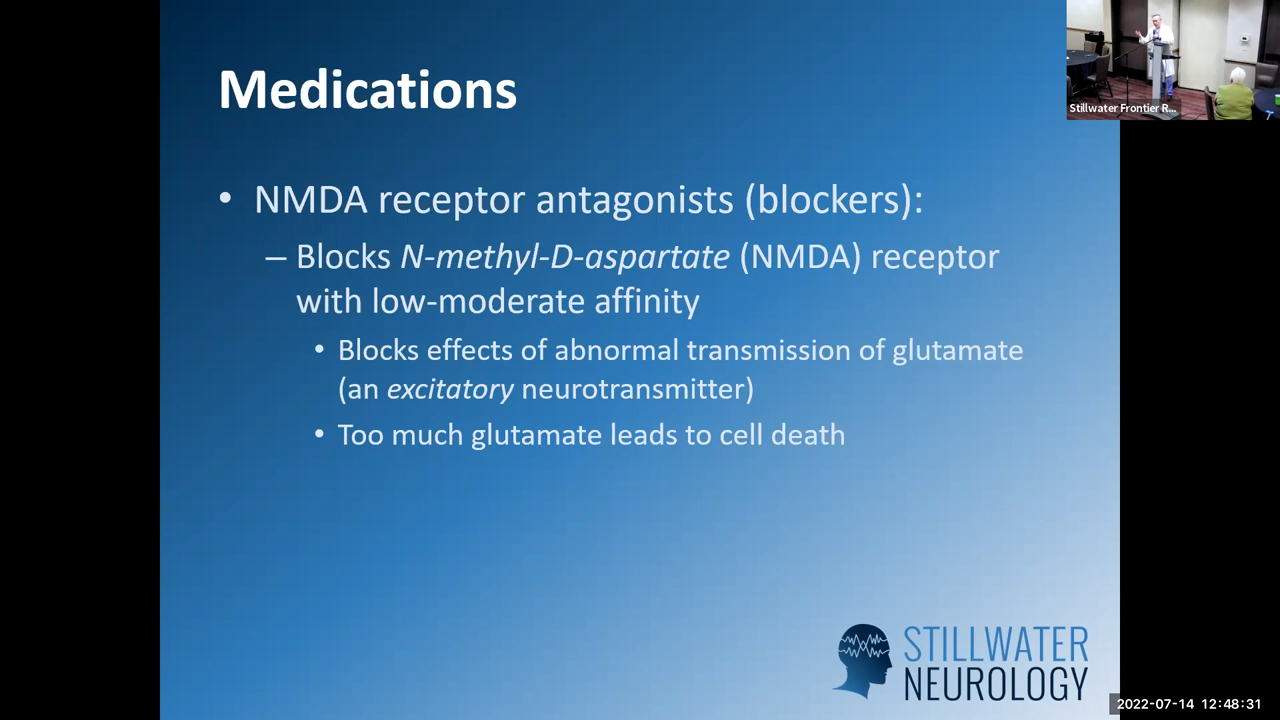 Medications
• NMDA receptor antagonists (blockers):
– Blocks N-methyl-D-aspartate (NMDA) receptor
with low-moderate affinity
• Blocks effects of abnormal transmission of glutamate
(an excitatory neurotransmitter)
• Too much glutamate leads to cell death
Stillwater Frontier R...
STILLWATER
NEUROLOGY
2022-07-14 12:48:31